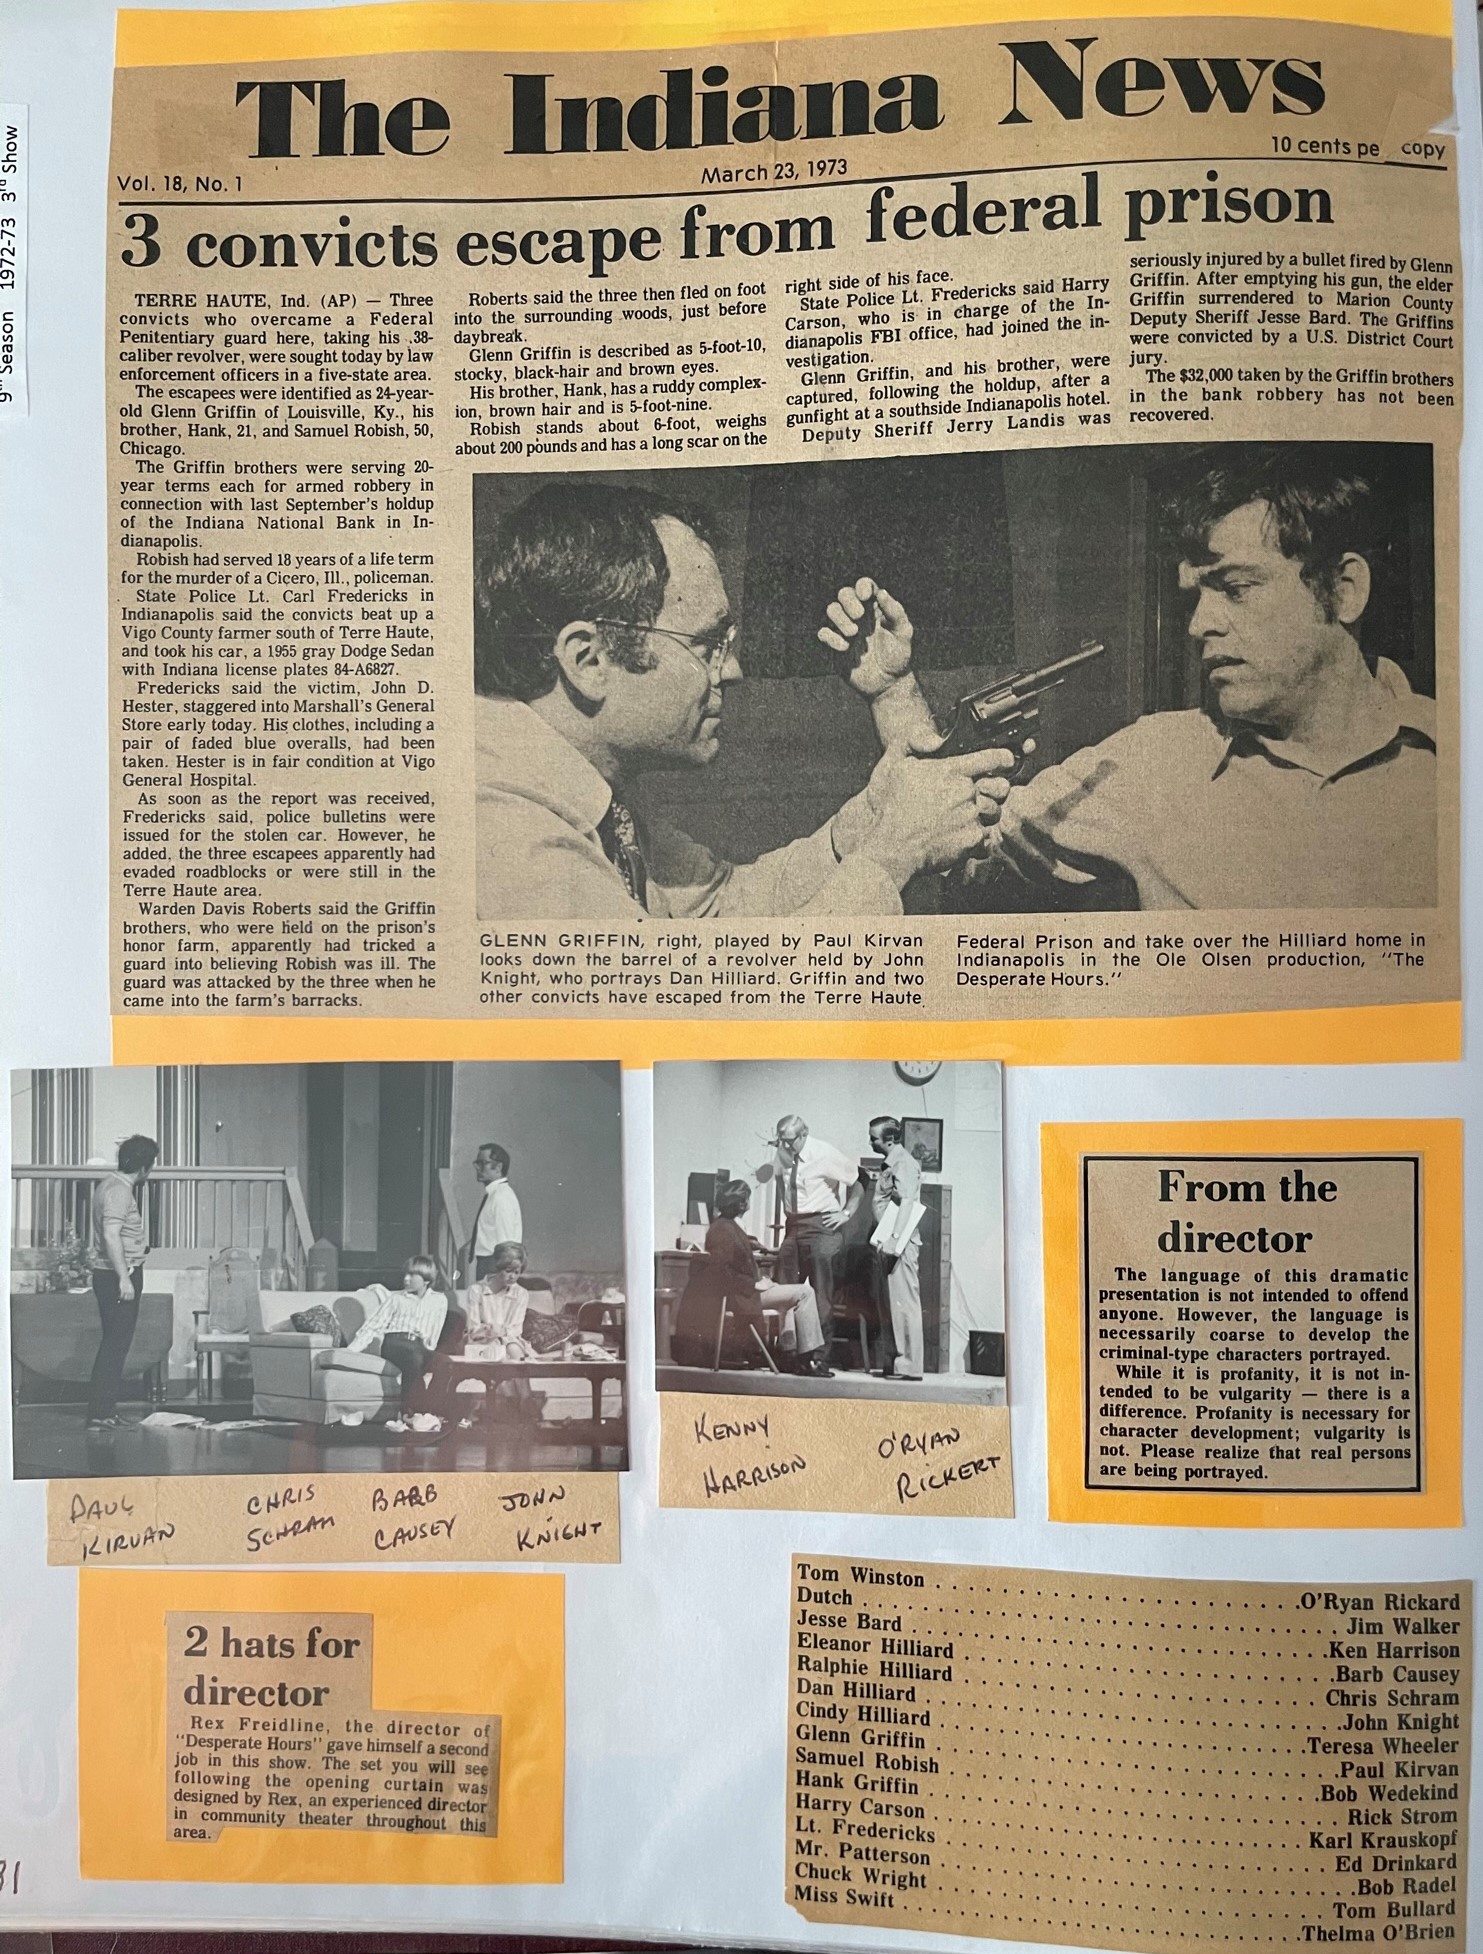 9th Season 1972-73 3rd Show
The Indiana News
10 cents pe copy
Vol. 18, No. 1
March 23, 1973
3 convicts escape from federal prison
TERRE HAUTE, Ind. (AP) — Three
convicts who overcame a Federal
Penitentiary guard here, taking his .38-
caliber revolver, were sought today by law
enforcement officers in a five-state area.
The escapees were identified as 24-year-
old Glenn Griffin of Louisville, Ky., his
brother, Hank, 21, and Samuel Robish, 50,
Chicago.
The Griffin brothers were serving 20-
year terms each for armed robbery in
connection with last September's holdup
of the Indiana National Bank in In-
dianapolis.
Robish had served 18 years of a life term
for the murder of a Cicero, Ill., policeman.
State Police Lt. Carl Fredericks in
Indianapolis said the convicts beat up a
Vigo County farmer south of Terre Haute,
and took his car, a 1955 gray Dodge Sedan
with Indiana license plates 84-A6827.
Fredericks said the victim, John D.
Hester, staggered into Marshall's General
Store early today. His clothes, including a
pair of faded blue overalls, had been
taken. Hester is in fair condition at Vigo
General Hospital.
As soon as the report was received,
Fredericks said, police bulletins were
issued for the stolen car. However, he
added, the three escapees apparently had
evaded roadblocks or were still in the
Terre Haute area.
Warden Davis Roberts said the Griffin
brothers, who were held on the prison's
honor farm, apparently had tricked a
guard into believing Robish was ill. The
guard was attacked by the three when he
came into the farm's barracks.
Roberts said the three then fled on foot
into the surrounding woods, just before
daybreak.
Glenn Griffin is described as 5-foot-10,
stocky, black-hair and brown eyes.
His brother, Hank, has a ruddy complex-
ion, brown hair and is 5-foot-nine.
Robish stands about 6-foot, weighs
about 200 pounds and has a long scar on the
right side of his face.
State Police Lt. Fredericks said Harry
Carson, who is in charge of the In-
dianapolis FBI office, had joined the in-
vestigation.
Glenn Griffin, and his brother, were
captured, following the holdup, after a
gunfight at a southside Indianapolis hotel.
Deputy Sheriff Jerry Landis was
seriously injured by a bullet fired by Glenn
Griffin. After emptying his gun, the elder
Griffin surrendered to Marion County
Deputy Sheriff Jesse Bard. The Griffins
were convicted by a U.S. District Court
jury.
The $32,000 taken by the Griffin brothers
in the bank robbery has not been
recovered.
GLENN GRIFFIN, right, played by Paul Kirvan
looks down the barrel of a revolver held by John
Knight, who portrays Dan Hilliard. Griffin and two
other convicts have escaped from the Terre Haute
Federal Prison and take over the Hilliard home in
Indianapolis in the Ole Olsen production, "The
Desperate Hours."
PAUL KIRVAN
CHRIS SCHRAM
BARB CAUSEY
JOHN KNIGHT
KENNY HARRISON
O'RYAN RICKERT
From the
director
The language of this dramatic
presentation is not intended to offend
anyone. However, the language is
necessarily coarse to develop the
criminal-type characters portrayed.
While it is profanity, it is not in-
tended to be vulgarity — there is a
difference. Profanity is necessary for
character development; vulgarity is
not. Please realize that real persons
are being portrayed.
2 hats for
director
Rex Freidline, the director of
"Desperate Hours" gave himself a second
job in this show. The set you will see
following the opening curtain was
designed by Rex, an experienced director
in community theater throughout this
area.
Tom Winston . . . . . O'Ryan Rickard
Dutch . . . . . Jim Walker
Jesse Bard . . . . . Ken Harrison
Eleanor Hilliard . . . . . Barb Causey
Ralphie Hilliard . . . . . Chris Schram
Dan Hilliard . . . . . John Knight
Cindy Hilliard . . . . . Teresa Wheeler
Glenn Griffin . . . . . Paul Kirvan
Samuel Robish . . . . . Bob Wedekind
Hank Griffin . . . . . Rick Strom
Harry Carson . . . . . Karl Krauskopf
Lt. Fredericks . . . . . Ed Drinkard
Mr. Patterson . . . . . Bob Radel
Chuck Wright . . . . . Tom Bullard
Miss Swift . . . . . Thelma O'Brien